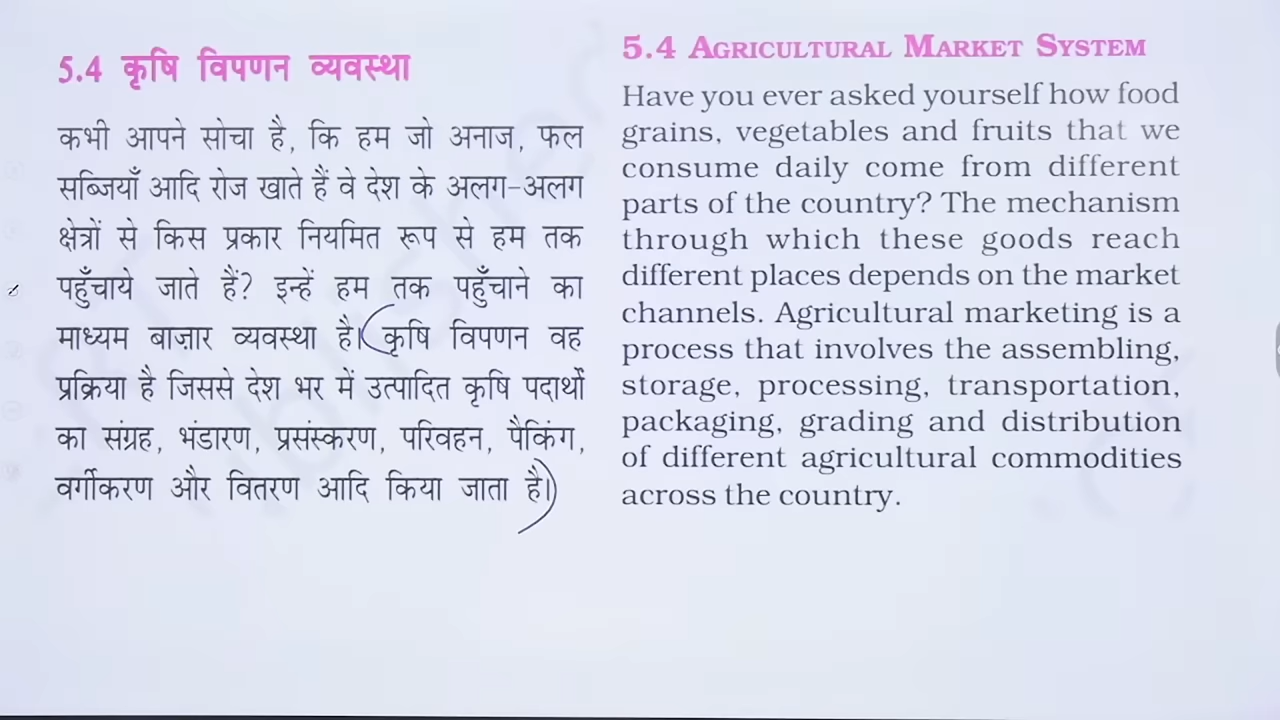 5.4 कृषि विपणन व्यवस्था
कभी आपने सोचा है, कि हम जो अनाज, फल
सब्जियाँ आदि रोज खाते हैं वे देश के अलग-अलग
क्षेत्रों से किस प्रकार नियमित रूप से हम तक
पहुँचाये जाते हैं? इन्हें हम तक पहुँचाने का
माध्यम बाज़ार व्यवस्था है। कृषि विपणन वह
प्रक्रिया है जिससे देश भर में उत्पादित कृषि पदार्थों
का संग्रह, भंडारण, प्रसंस्करण, परिवहन, पैकिंग,
वर्गीकरण और वितरण आदि किया जाता है।
5.4 AGRICULTURAL MARKET SYSTEM
Have you ever asked yourself how food
grains, vegetables and fruits that we
consume daily come from different
parts of the country? The mechanism
through which these goods reach
different places depends on the market
channels. Agricultural marketing is a
process that involves the assembling,
storage, processing, transportation,
packaging, grading and distribution
of different agricultural commodities
across the country.